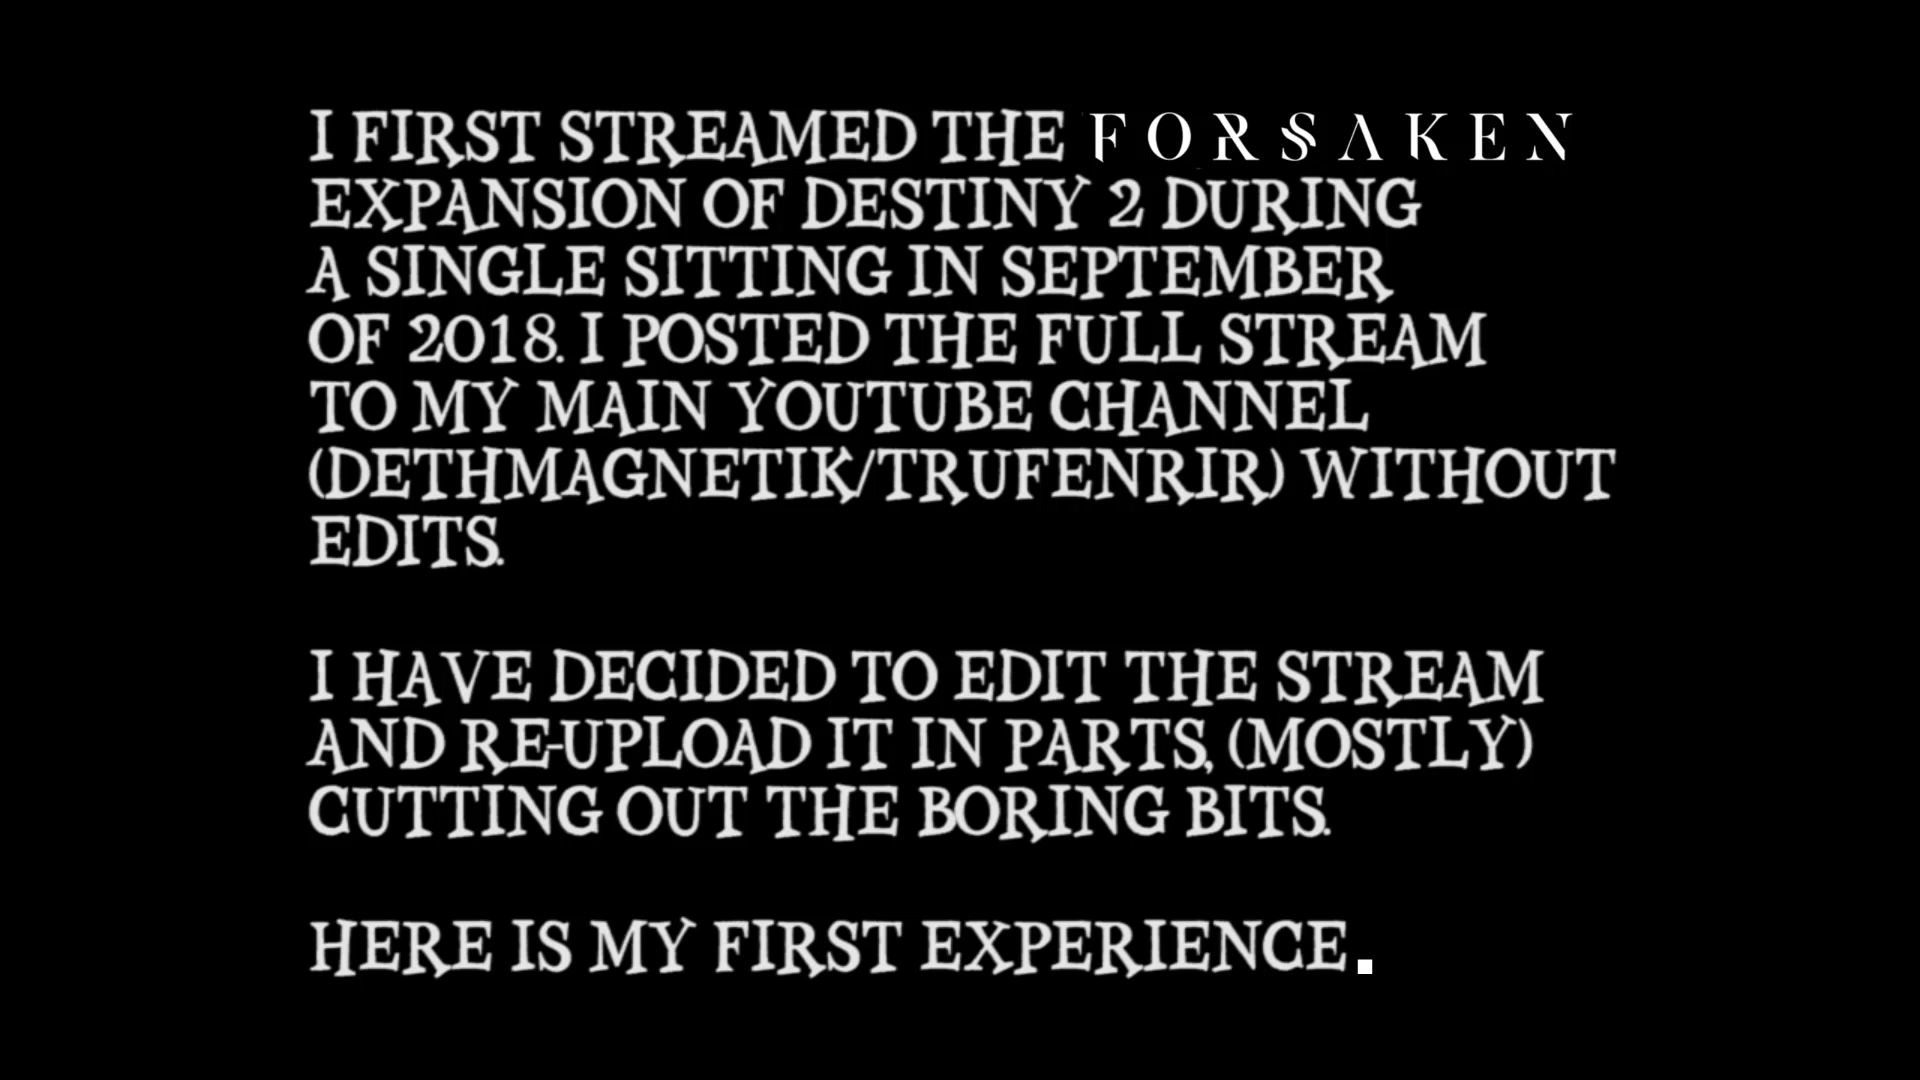 I FIRST STREAMED THE FORSAKEN
EXPANSION OF DESTINY 2 DURING
A SINGLE SITTING IN SEPTEMBER
OF 2018. I POSTED THE FULL STREAM
TO MY MAIN YOUTUBE CHANNEL
(DETHMAGNETIK/TRUFENRIR) WITHOUT
EDITS.
I HAVE DECIDED TO EDIT THE STREAM
AND RE-UPLOAD IT IN PARTS, (MOSTLY)
CUTTING OUT THE BORING BITS.
HERE IS MY FIRST EXPERIENCE.